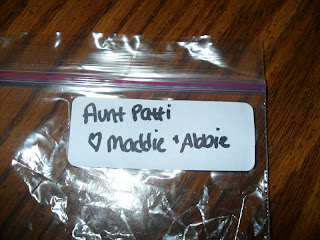 Aunt Patti
♡ Maddie + Abbie